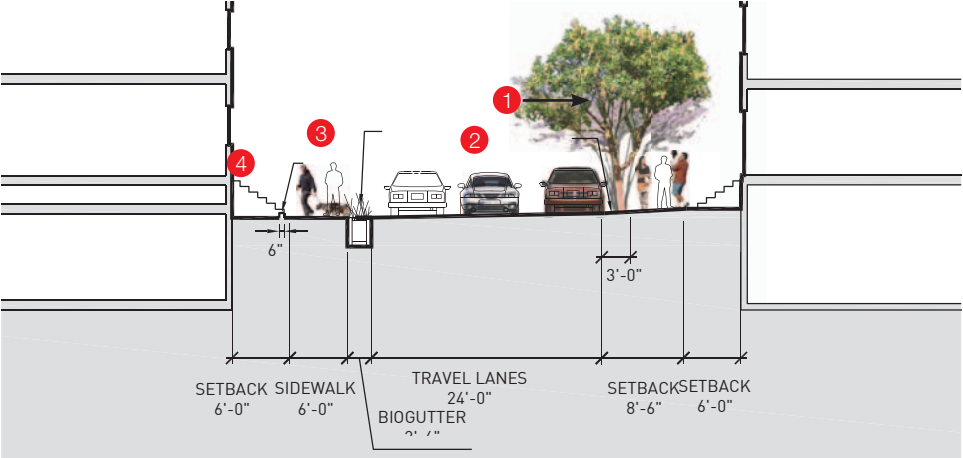 1
3
2
4
6"
3'-0"
SETBACK
6'-0"
SIDEWALK
6'-0"
BIOGUTTER
TRAVEL LANES
24'-0"
SETBACK
8'-6"
SETBACK
6'-0"